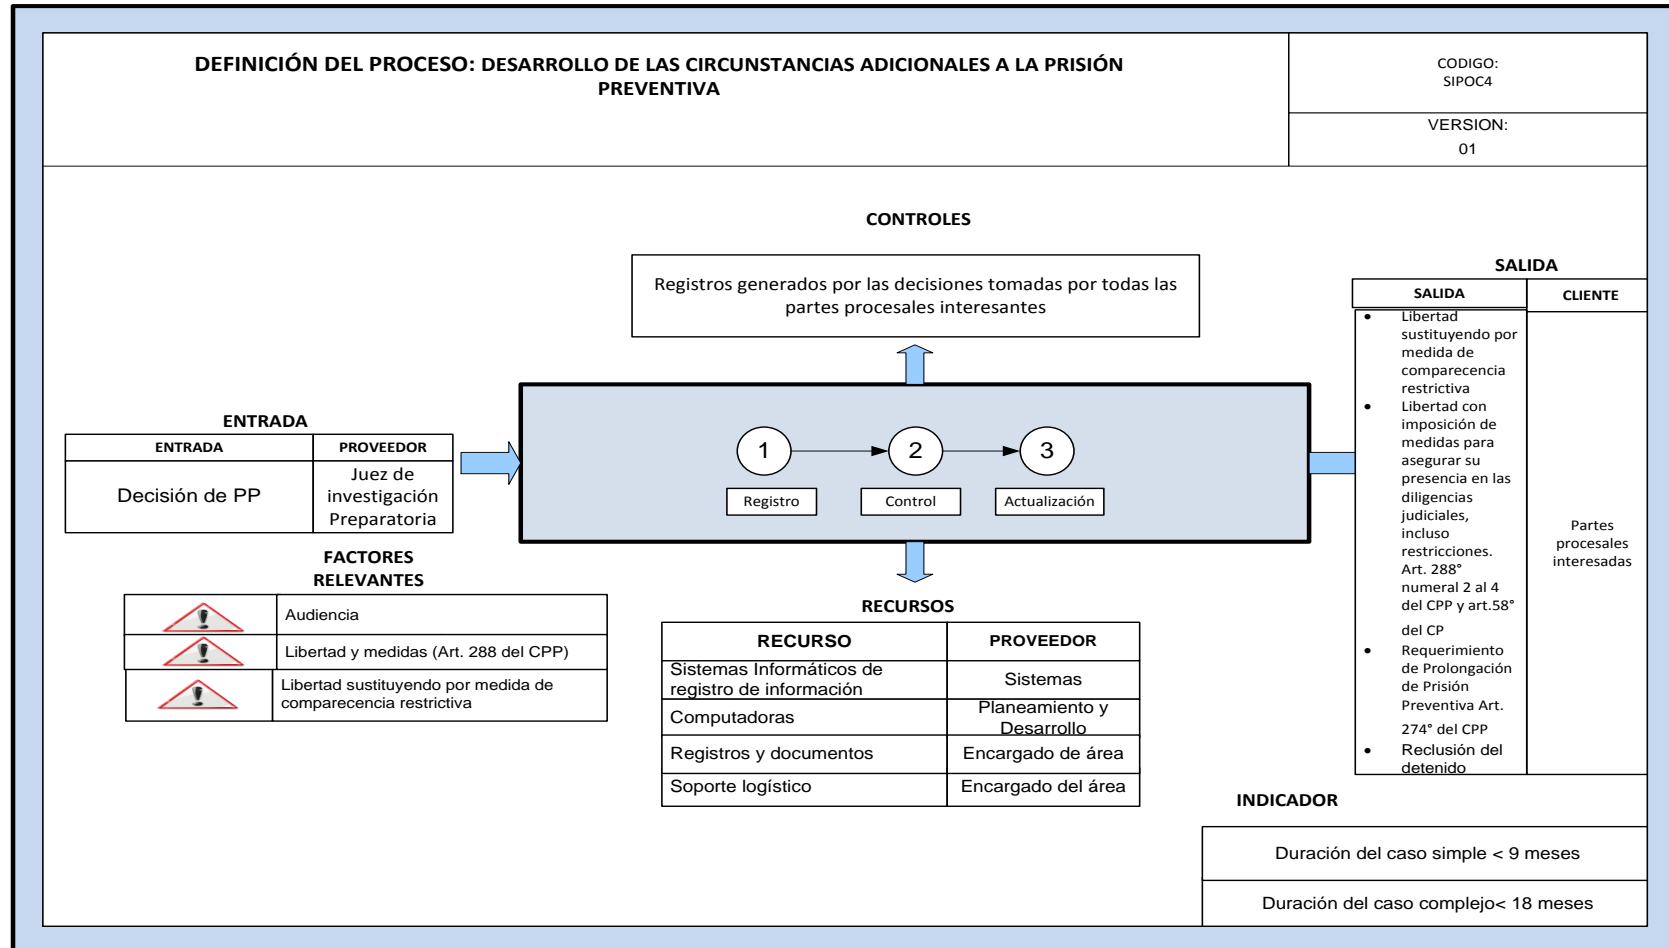 DEFINICIÓN DEL PROCESO: DESARROLLO DE LAS CIRCUNSTANCIAS ADICIONALES A LA PRISIÓN
PREVENTIVA
CODIGO:
SIPOC4
VERSION:
01
CONTROLES
Registros generados por las decisiones tomadas por todas las
partes procesales interesantes
ENTRADA
ENTRADA
PROVEEDOR
Decisión de PP
Juez de
investigación
Preparatoria
1
2
3
Registro
Control
Actualización
SALIDA
SALIDA
CLIENTE
• Libertad
sustituyendo por
medida de
comparecencia
restrictiva
• Libertad con
imposición de
medidas para
asegurar su
presencia en las
diligencias
judiciales,
incluso
restricciones.
Art. 288°
numeral 2 al 4
del CPP y art.58°
del CP
• Requerimiento
de Prolongación
de Prisión
Preventiva Art.
274° del CPP
• Reclusión del
detenido
Partes
procesales
interesadas
FACTORES
RELEVANTES
Audiencia
Libertad y medidas (Art. 288 del CPP)
Libertad sustituyendo por medida de
comparecencia restrictiva
RECURSOS
RECURSO
PROVEEDOR
Sistemas Informáticos de
registro de información
Sistemas
Computadoras
Planeamiento y
Desarrollo
Registros y documentos
Encargado de área
Soporte logístico
Encargado del área
INDICADOR
Duración del caso simple < 9 meses
Duración del caso complejo< 18 meses